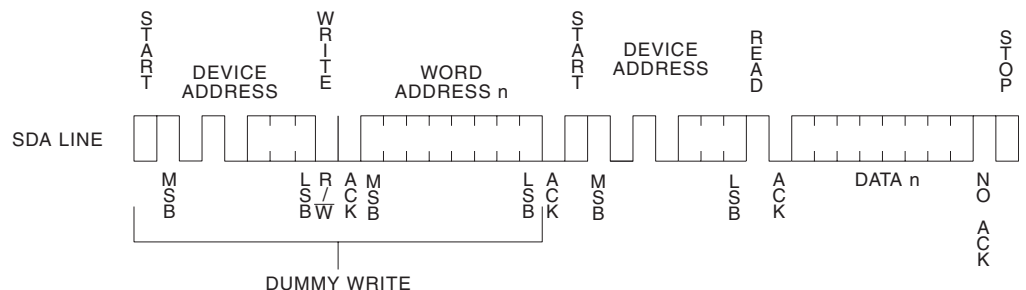 START
WRITE
START
READ
STOP
DEVICE
ADDRESS
WORD
ADDRESS n
DEVICE
ADDRESS
SDA LINE
MSB
LSB
R/W
ACK
MSB
LSB
ACK
MSB
LSB
ACK
DATA n
NO ACK
DUMMY WRITE